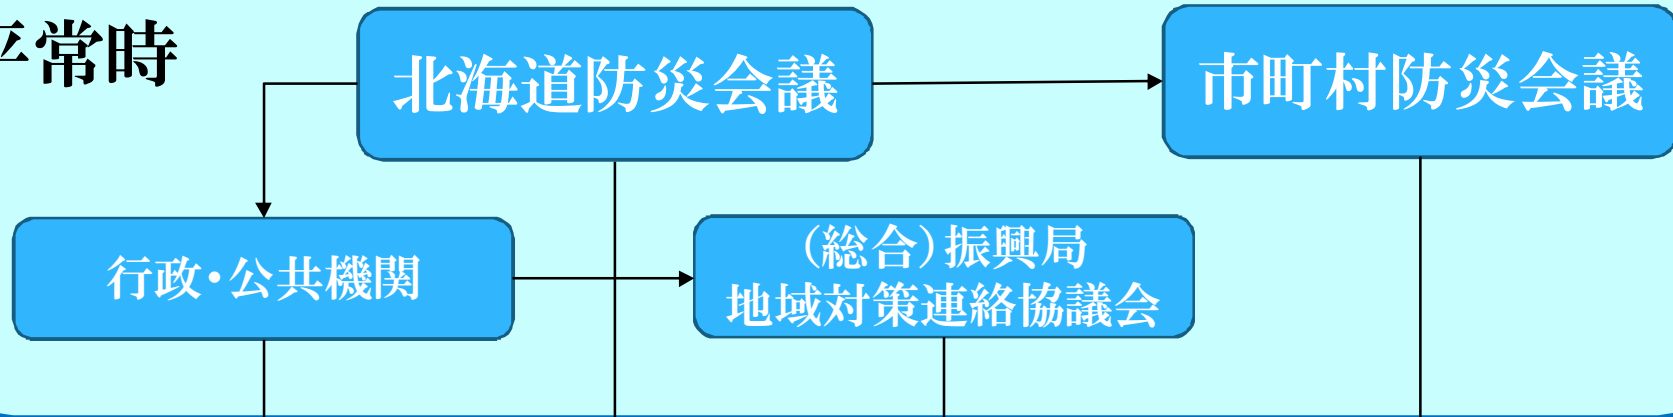 平常時
北海道防災会議
市町村防災会議
行政・公共機関
（総合）振興局
地域対策連絡協議会